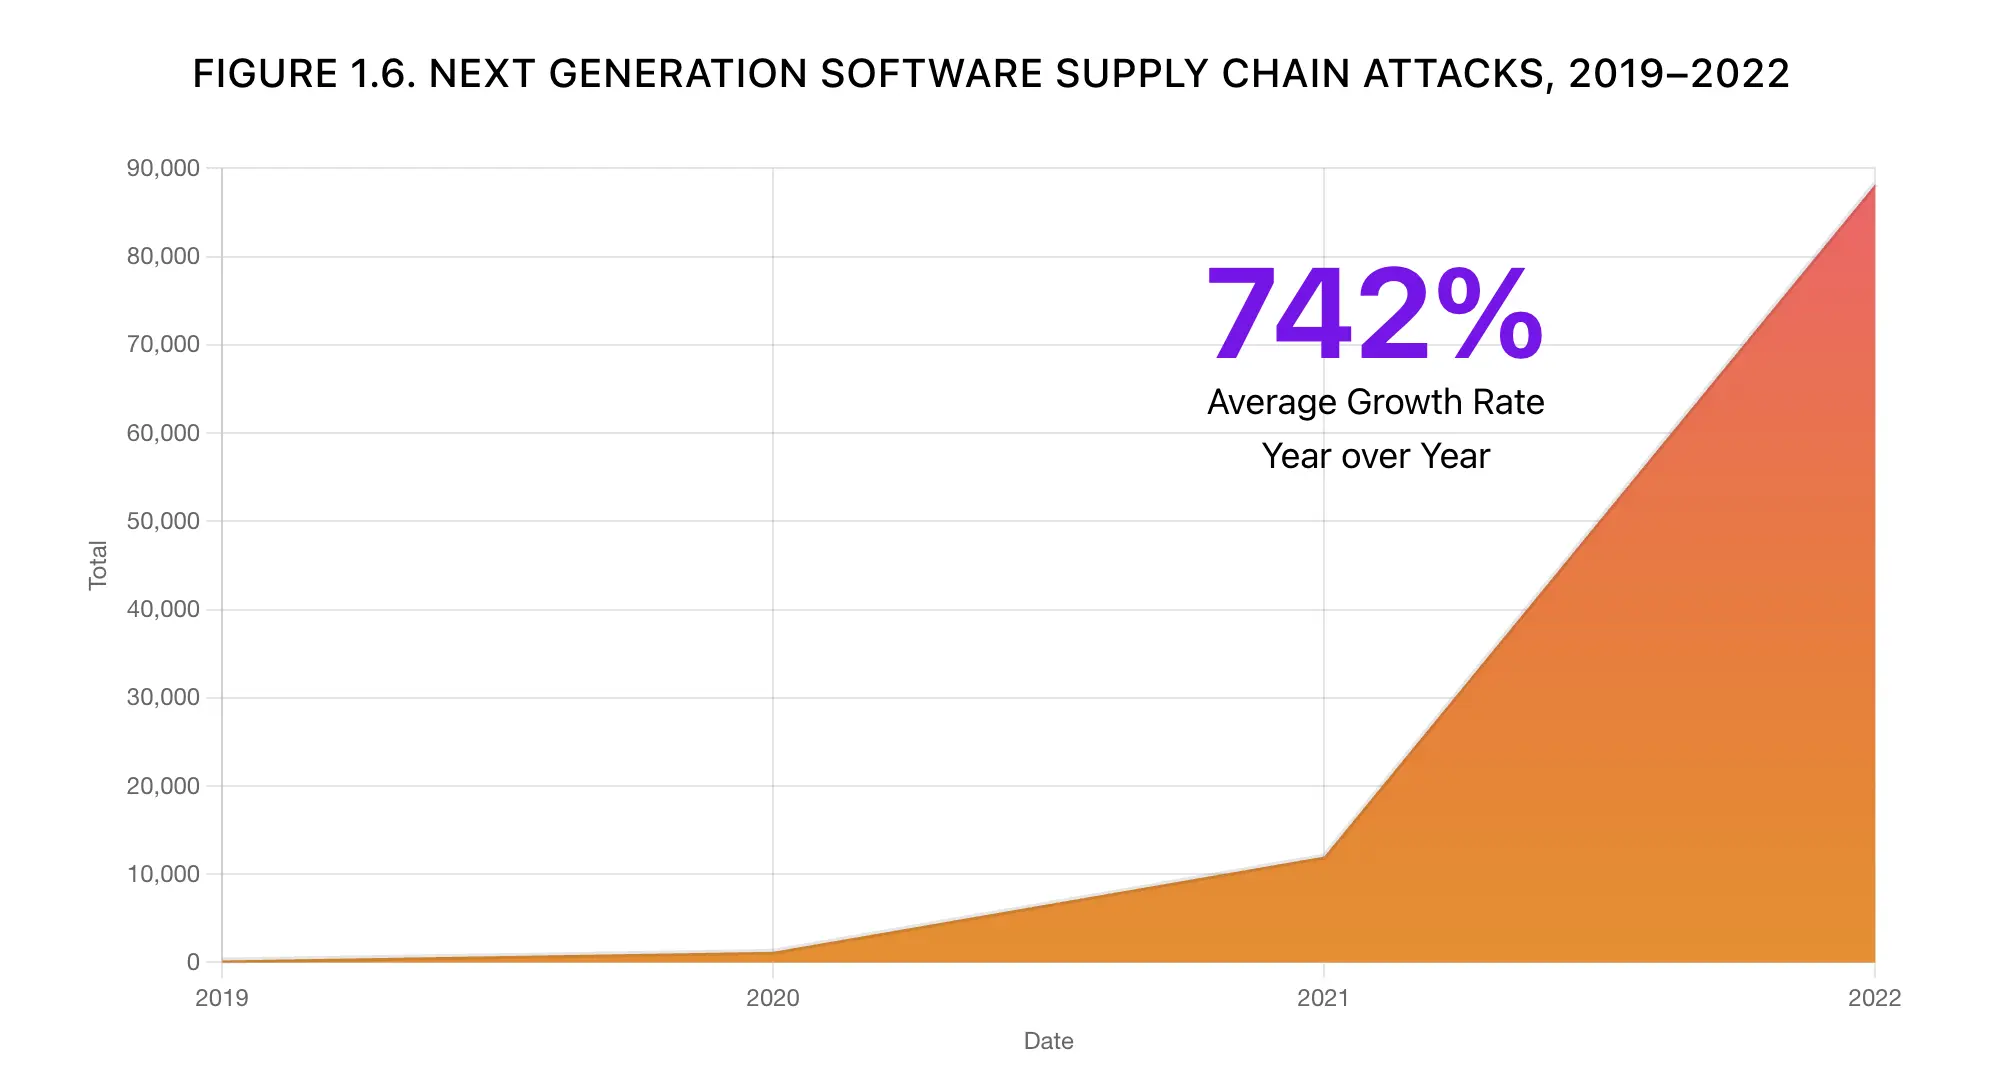 FIGURE 1.6. NEXT GENERATION SOFTWARE SUPPLY CHAIN ATTACKS, 2019–2022
90,000
80,000
70,000
60,000
50,000
40,000
30,000
20,000
10,000
0
Total
742%
Average Growth Rate
Year over Year
2019 2020 2021 2022
Date